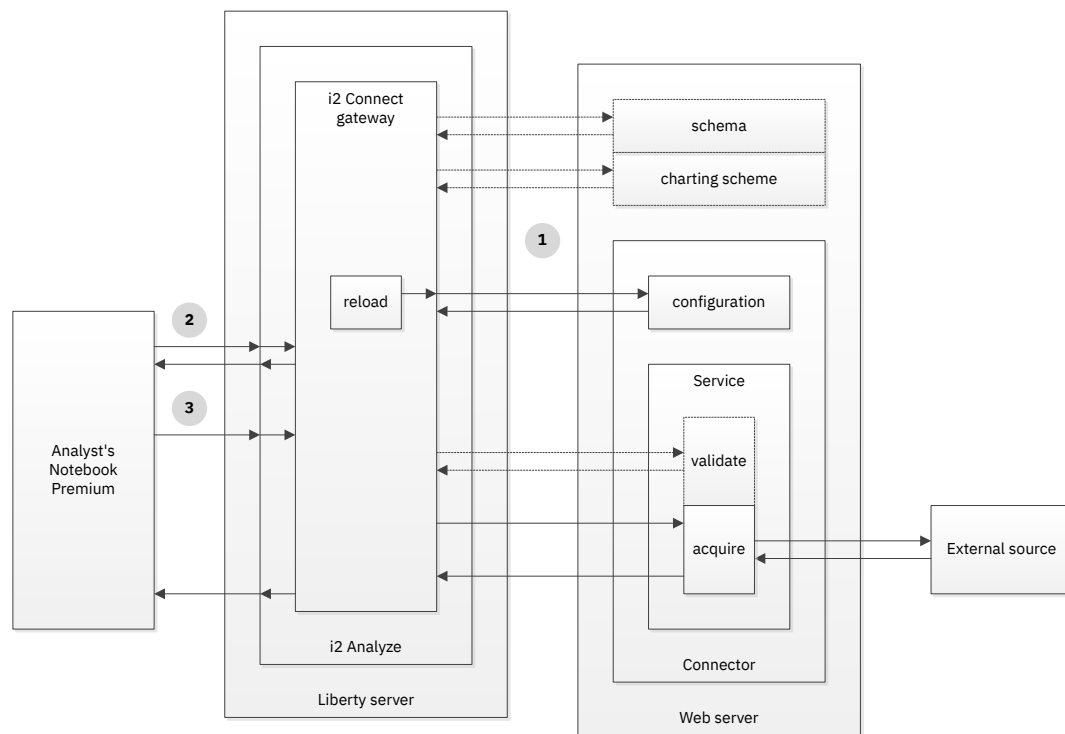 i2 Connect
gateway
schema
charting scheme
1
reload
configuration
2
3
Service
Analyst's
Notebook
Premium
validate
acquire
External source
i2 Analyze
Connector
Liberty server
Web server